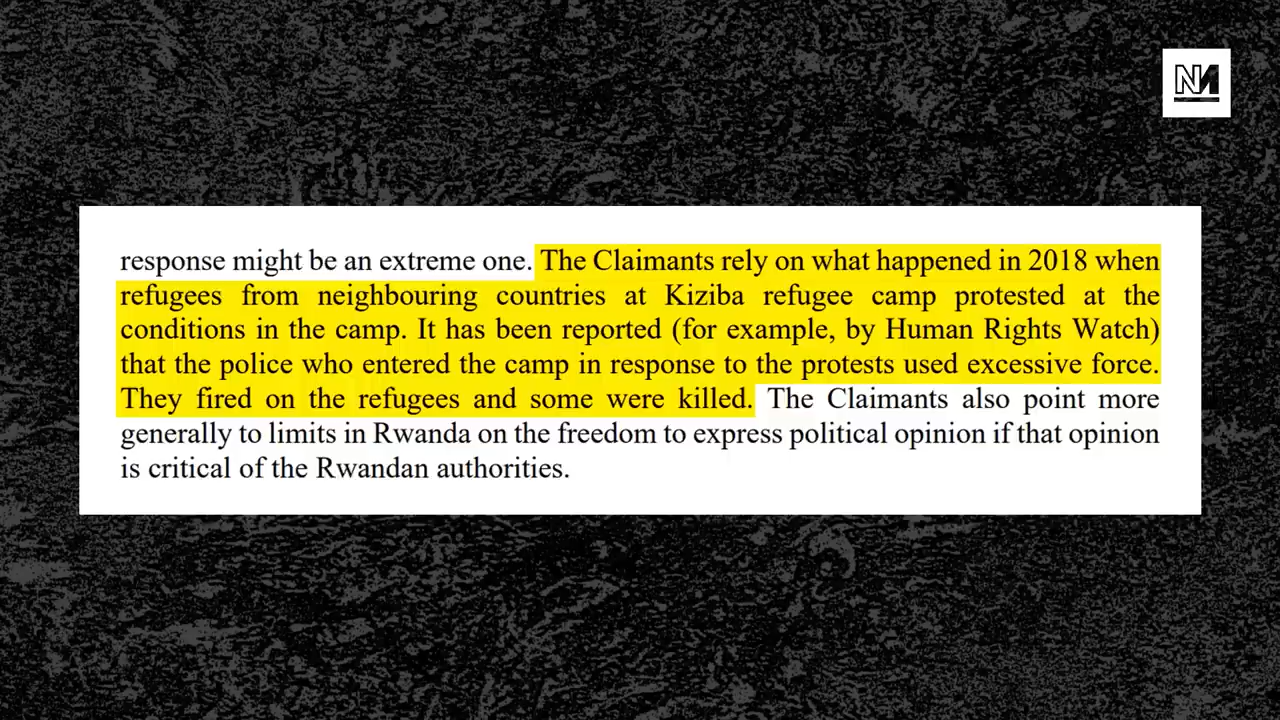 NM
response might be an extreme one. The Claimants rely on what happened in 2018 when
refugees from neighbouring countries at Kiziba refugee camp protested at the
conditions in the camp. It has been reported (for example, by Human Rights Watch)
that the police who entered the camp in response to the protests used excessive force.
They fired on the refugees and some were killed. The Claimants also point more
generally to limits in Rwanda on the freedom to express political opinion if that opinion
is critical of the Rwandan authorities.